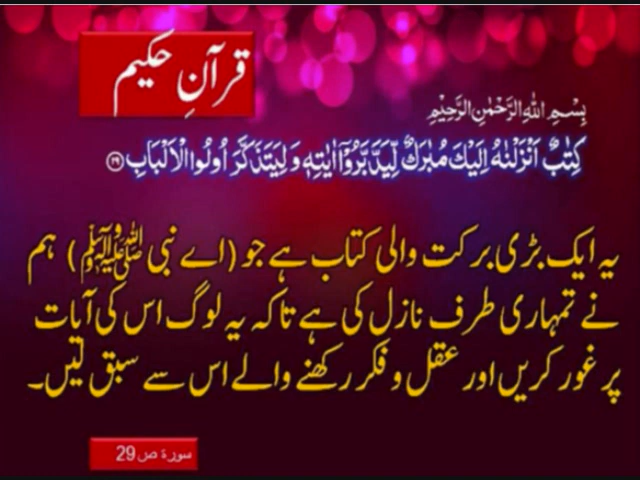 قرآنِ حکیم
بِسْمِ اللهِ الرَّحْمٰنِ الرَّحِيْمِ
كِتٰبٌ اَنْزَلْنٰهُ اِلَيْكَ مُبٰرَكٌ لِّيَدَّبَّرُوْۤا اٰيٰتِهٖ وَلِيَتَذَكَّرَ اُولُوا الْاَلْبَابِ ﴿۲۹﴾
یہ ایک بڑی برکت والی کتاب ہے جو (اے نبی ﷺ) ہم
نے تمہاری طرف نازل کی ہے تاکہ یہ لوگ اس کی آیات
پر غور کریں اور عقل و فکر رکھنے والے اس سے سبق لیں۔
سورۃ ص 29